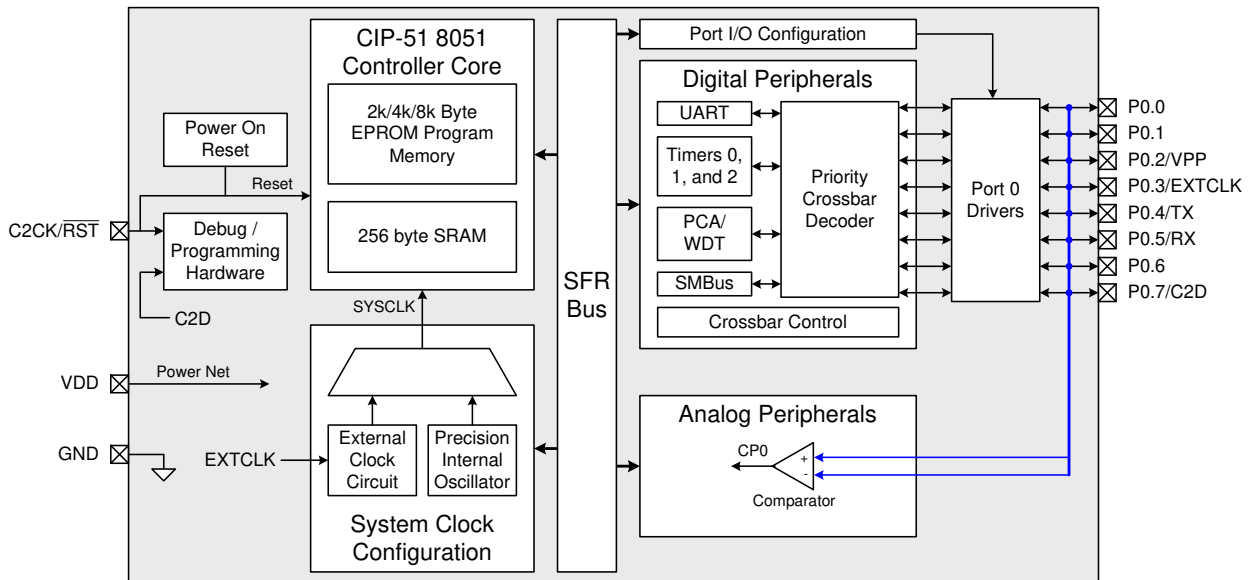 CIP-51 8051
Controller Core
2k/4k/8k Byte
EPROM Program
Memory
256 byte SRAM
Power On
Reset
Reset
C2CK/RST
Debug /
Programming
Hardware
C2D
VDD
Power Net
GND
SYSCLK
EXTCLK
External
Clock
Circuit
Precision
Internal
Oscillator
System Clock
Configuration
SFR
Bus
Port I/O Configuration
Digital Peripherals
UART
Timers 0,
1, and 2
PCA/
WDT
SMBus
Priority
Crossbar
Decoder
Crossbar Control
Port 0
Drivers
P0.0
P0.1
P0.2/VPP
P0.3/EXTCLK
P0.4/TX
P0.5/RX
P0.6
P0.7/C2D
Analog Peripherals
CP0
+
-
Comparator